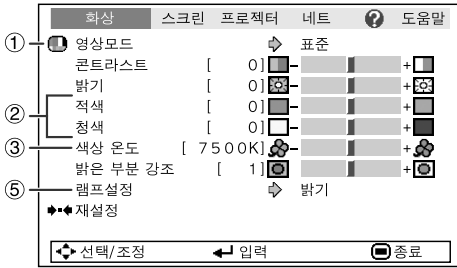 화상 스크린 프로젝터 네트 ? 도움말
① 영상모드 표준
콘트라스트 [ 0] - +
밝기 [ 0] - +
② 적색 [ 0] - +
청색 [ 0] - +
③ 색상 온도 [ 7500K] - +
밝은 부분 강조 [ 1] +
⑤ 램프설정 밝기
재설정
선택/조정 입력 종료